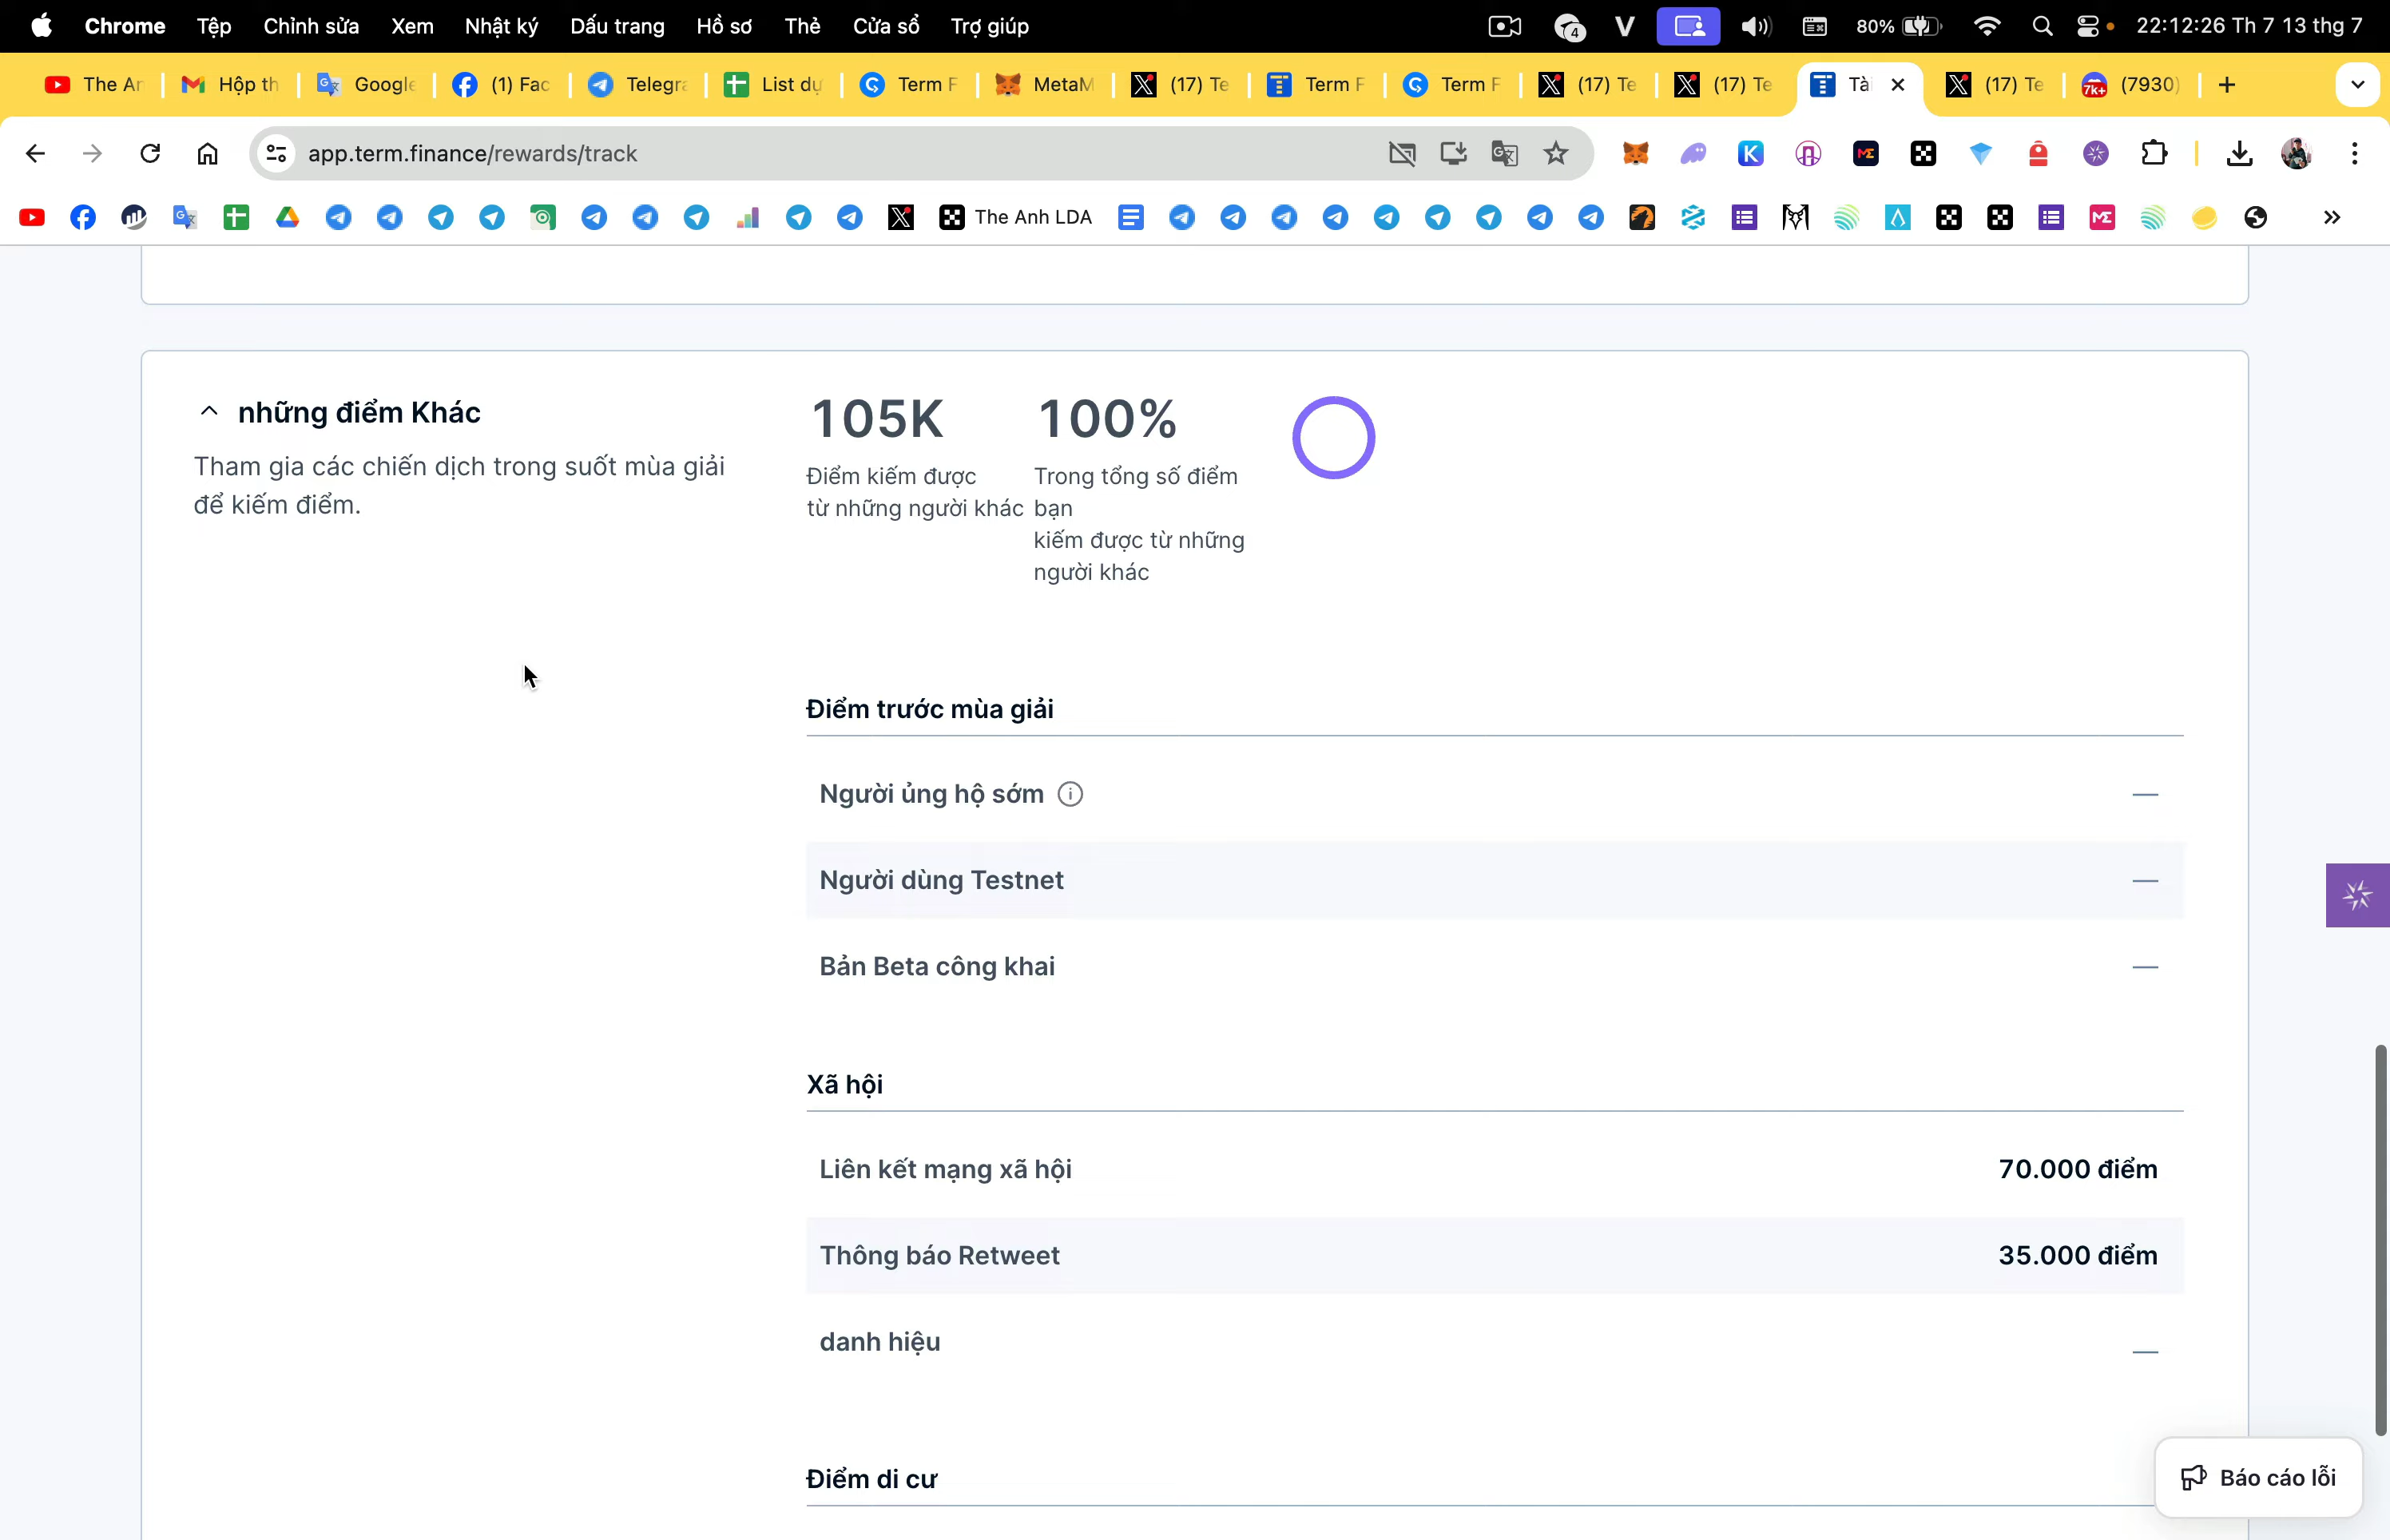 Chrome Tệp Chỉnh sửa Xem Nhật ký Dấu trang Hồ sơ Thẻ Cửa sổ Trợ giúp 4 V 80% 22:12:26 Th 7 13 thg 7
The An Hộp th Google (1) Fac Telegra List dự Term F MetaM (17) Te Term F Term F (17) Te (17) Te Tài (17) Te 7K+ (7930)
app.term.finance/rewards/track
The Anh LDA
những điểm Khác
Tham gia các chiến dịch trong suốt mùa giải
để kiếm điểm.
105K
Điểm kiếm được
từ những người khác
100%
Trong tổng số điểm
bạn
kiếm được từ những
người khác
Điểm trước mùa giải
Người ủng hộ sớm —
Người dùng Testnet —
Bản Beta công khai —
Xã hội
Liên kết mạng xã hội 70.000 điểm
Thông báo Retweet 35.000 điểm
danh hiệu —
Điểm di cư
Báo cáo lỗi